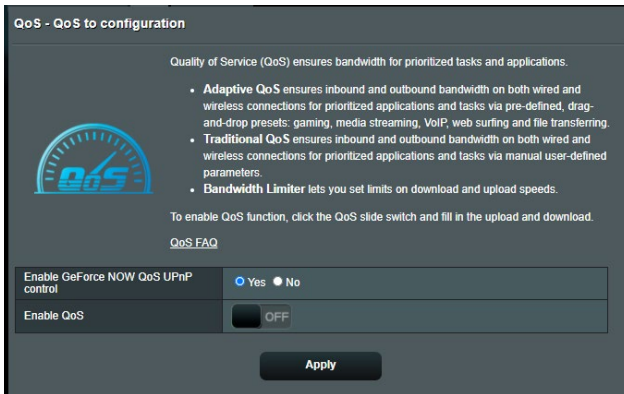 QoS - QoS to configuration
Quality of Service (QoS) ensures bandwidth for prioritized tasks and applications.
• Adaptive QoS ensures inbound and outbound bandwidth on both wired and
wireless connections for prioritized applications and tasks via pre-defined, drag-
and-drop presets: gaming, media streaming, VoIP, web surfing and file transferring.
• Traditional QoS ensures inbound and outbound bandwidth on both wired and
wireless connections for prioritized applications and tasks via manual user-defined
parameters.
• Bandwidth Limiter lets you set limits on download and upload speeds.
QoS
To enable QoS function, click the QoS slide switch and fill in the upload and download.
QoS FAQ
Enable GeForce NOW QoS UPnP
control
Yes No
Enable QoS
OFF
Apply